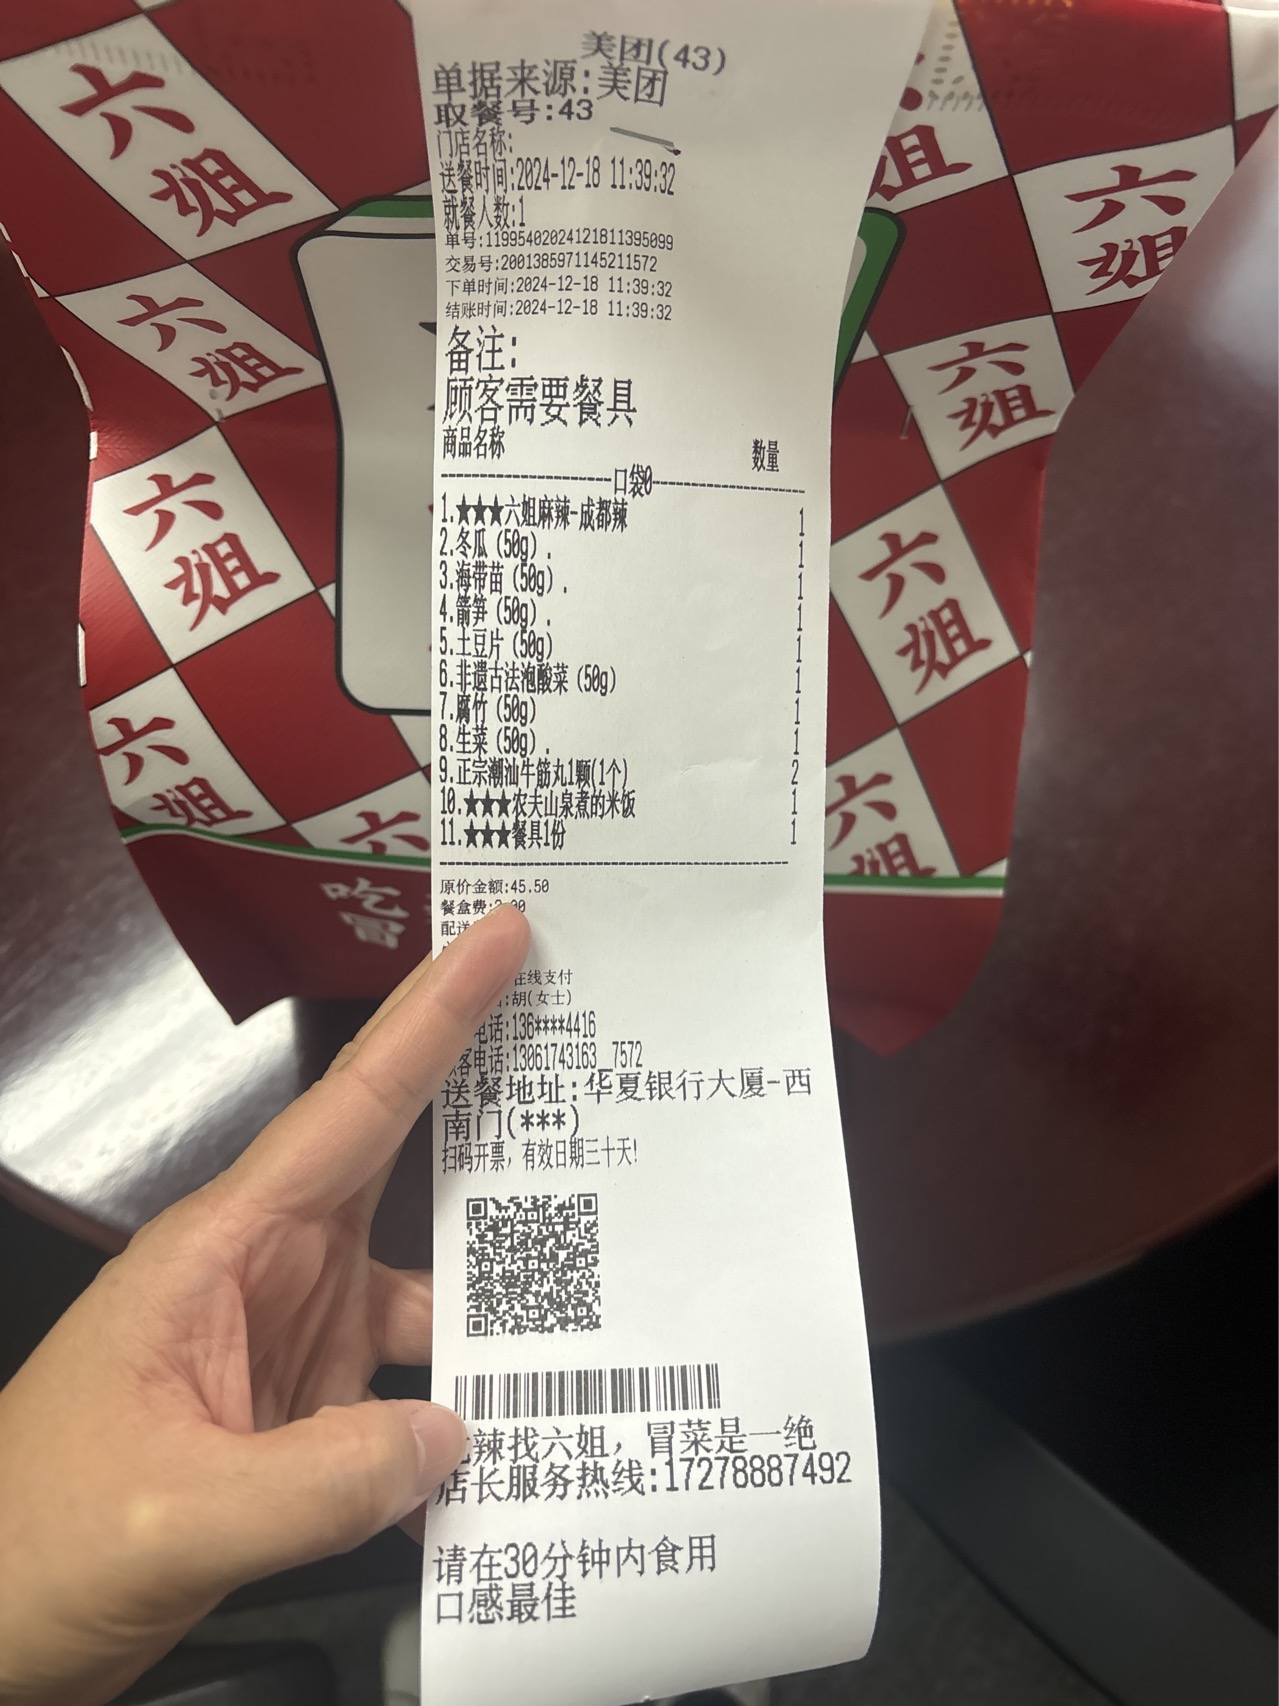 美团(43)
单据来源:美团
取餐号:43
门店名称:
送餐时间:2024-12-18 11:39:32
就餐人数:1
单号:11995402024121811395099
交易号:2001385971145211572
下单时间:2024-12-18 11:39:32
结账时间:2024-12-18 11:39:32
备注:
顾客需要餐具
商品名称 数量
口袋0
1.★★★六姐麻辣-成都辣 1
2.冬瓜(50g). 1
3.海带苗(50g). 1
4.箭笋(50g). 1
5.土豆片(50g) 1
6.非遗古法泡酸菜(50g) 1
7.腐竹(50g) 1
8.生菜(50g). 1
9.正宗潮汕牛筋丸1颗(1个) 2
10.★★★农夫山泉煮的米饭 1
11.★★★餐具1份 1
原价金额:45.50
餐盒费:
配送
在线支付
:胡(女士)
电话:136****4416
客电话:13061743163_7572
送餐地址:华夏银行大厦-西
南门(***)
扫码开票,有效日期三十天!
辣找六姐,冒菜是一绝
店长服务热线:17278887492
请在30分钟内食用
口感最佳
六姐
六姐
六姐
六姐
六
姐
六姐
六姐
六姐
六姐
吃
冒